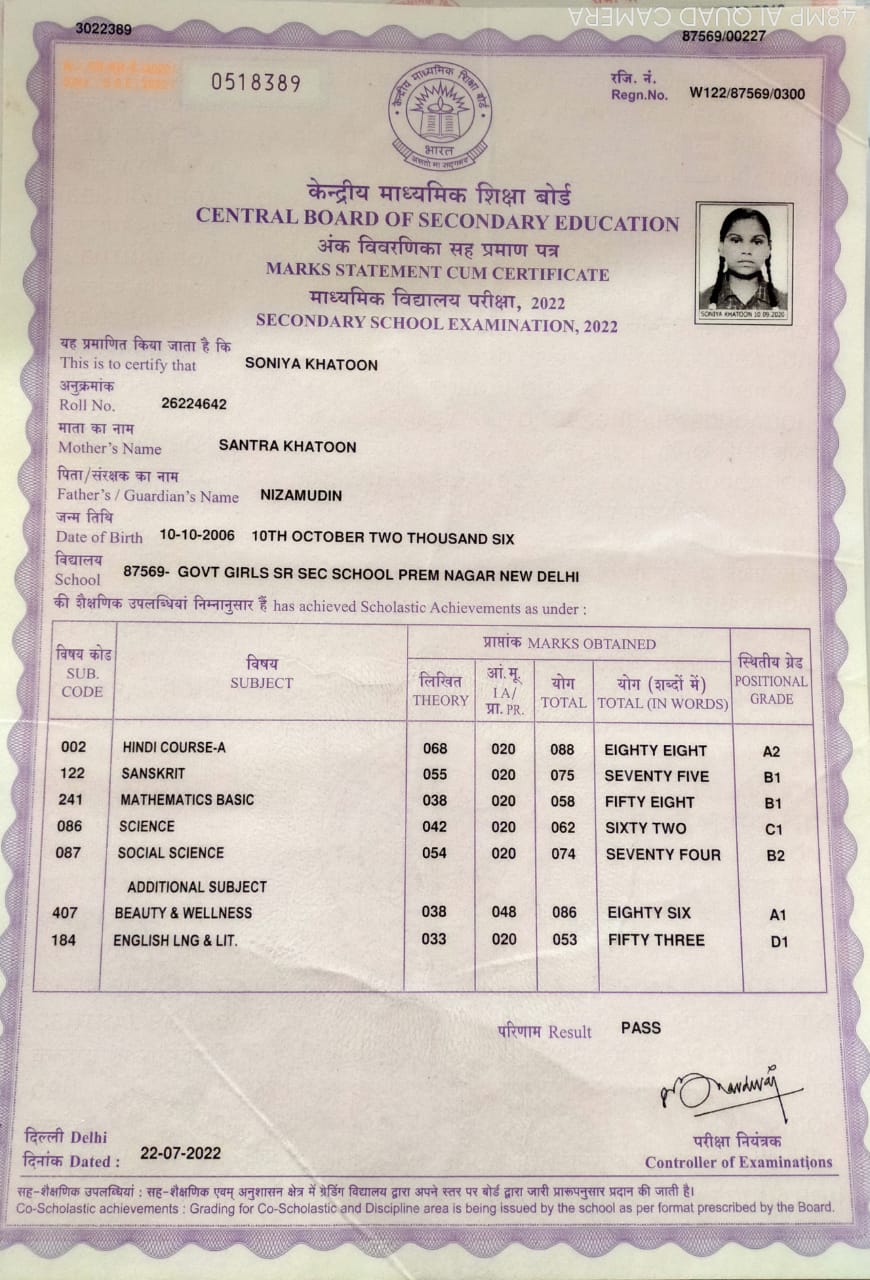 48MP AI QUAD CAMERA
3022389
87569/00227
0518389
रजि. नं.
Regn.No. W122/87569/0300
केन्द्रीय माध्यमिक शिक्षा बोर्ड
भारत
असतो मा सद्गमय
केन्द्रीय माध्यमिक शिक्षा बोर्ड
CENTRAL BOARD OF SECONDARY EDUCATION
अंक विवरणिका सह प्रमाण पत्र
MARKS STATEMENT CUM CERTIFICATE
माध्यमिक विद्यालय परीक्षा, 2022
SECONDARY SCHOOL EXAMINATION, 2022
SONIYA KHATOON 10.09.2020
यह प्रमाणित किया जाता है कि
This is to certify that SONIYA KHATOON
अनुक्रमांक
Roll No. 26224642
माता का नाम
Mother's Name SANTRA KHATOON
पिता/संरक्षक का नाम
Father's / Guardian's Name NIZAMUDIN
जन्म तिथि
Date of Birth 10-10-2006 10TH OCTOBER TWO THOUSAND SIX
विद्यालय
School 87569- GOVT GIRLS SR SEC SCHOOL PREM NAGAR NEW DELHI
की शैक्षणिक उपलब्धियां निम्नानुसार हैं has achieved Scholastic Achievements as under :
विषय कोड
SUB.
CODE
विषय
SUBJECT
प्राप्तांक MARKS OBTAINED
लिखित
THEORY
आं.मू.
I A/
प्रा. PR.
योग
TOTAL
योग (शब्दों में)
TOTAL (IN WORDS)
स्थितीय ग्रेड
POSITIONAL
GRADE
002 HINDI COURSE-A 068 020 088 EIGHTY EIGHT A2
122 SANSKRIT 055 020 075 SEVENTY FIVE B1
241 MATHEMATICS BASIC 038 020 058 FIFTY EIGHT B1
086 SCIENCE 042 020 062 SIXTY TWO C1
087 SOCIAL SCIENCE 054 020 074 SEVENTY FOUR B2
ADDITIONAL SUBJECT
407 BEAUTY & WELLNESS 038 048 086 EIGHTY SIX A1
184 ENGLISH LNG & LIT. 033 020 053 FIFTY THREE D1
परिणाम Result PASS
दिल्ली Delhi
दिनांक Dated : 22-07-2022
परीक्षा नियंत्रक
Controller of Examinations
सह-शैक्षणिक उपलब्धियां : सह-शैक्षणिक एवम् अनुशासन क्षेत्र में ग्रेडिंग विद्यालय द्वारा अपने स्तर पर बोर्ड द्वारा जारी प्रारूपनुसार प्रदान की जाती है।
Co-Scholastic achievements : Grading for Co-Scholastic and Discipline area is being issued by the school as per format prescribed by the Board.